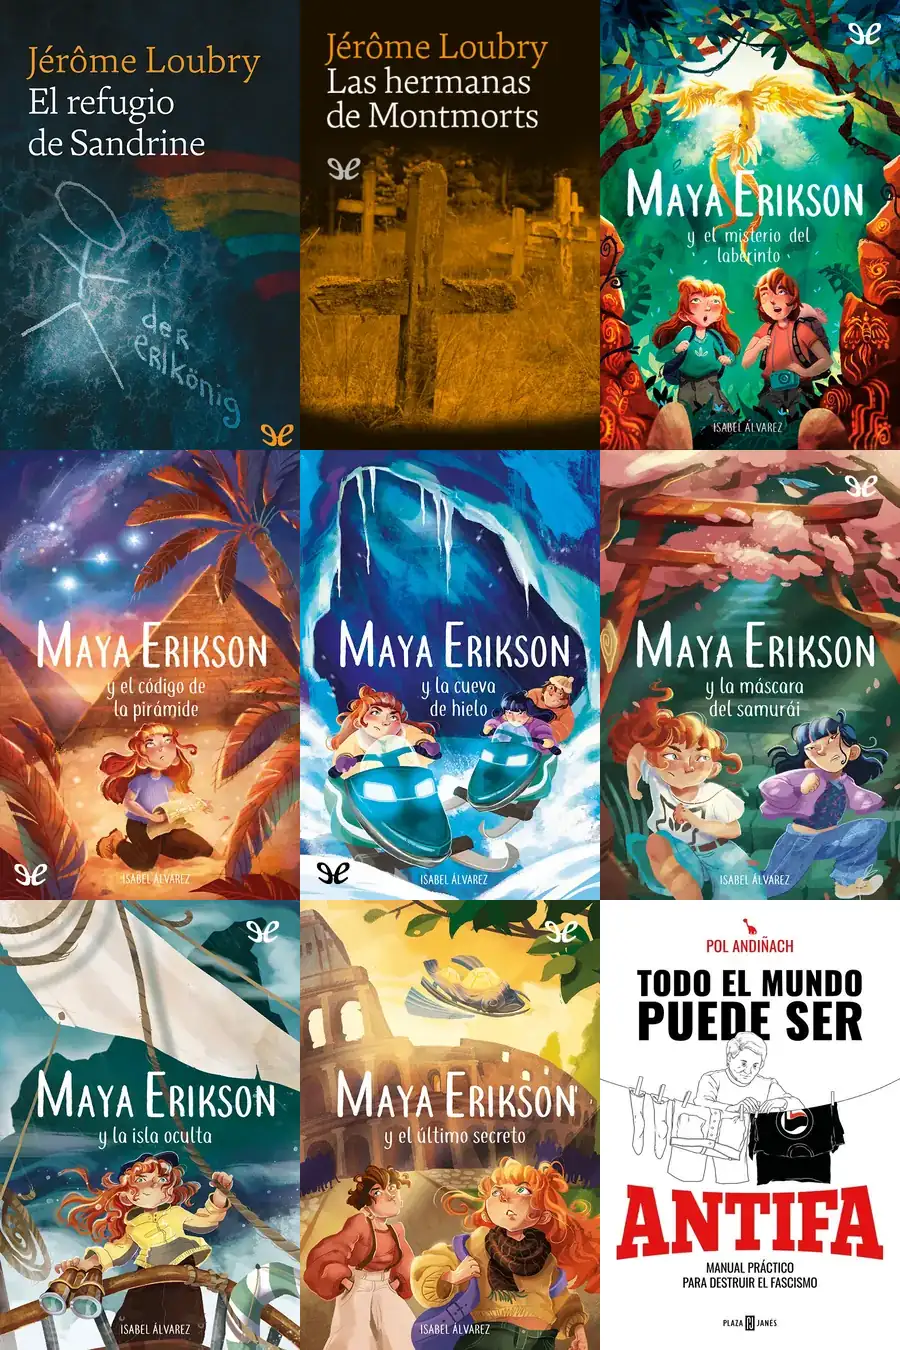 Jérôme Loubry
El refugio
de Sandrine
der
erlkönig
Jérôme Loubry
Las hermanas
de Montmorts
MAYA ERIKSON
y el misterio del
laberinto
ISABEL ÁLVAREZ
MAYA ERIKSON
y el código de
la pirámide
ISABEL ÁLVAREZ
MAYA ERIKSON
y la cueva
de hielo
ISABEL ÁLVAREZ
MAYA ERIKSON
y la máscara
del samurái
ISABEL ÁLVAREZ
MAYA ERIKSON
y la isla oculta
ISABEL ÁLVAREZ
MAYA ERIKSON
y el último secreto
ISABEL ÁLVAREZ
POL ANDIÑACH
TODO EL MUNDO
PUEDE SER
ANTIFA
MANUAL PRÁCTICO
PARA DESTRUIR EL FASCISMO
PLAZA JANÉS